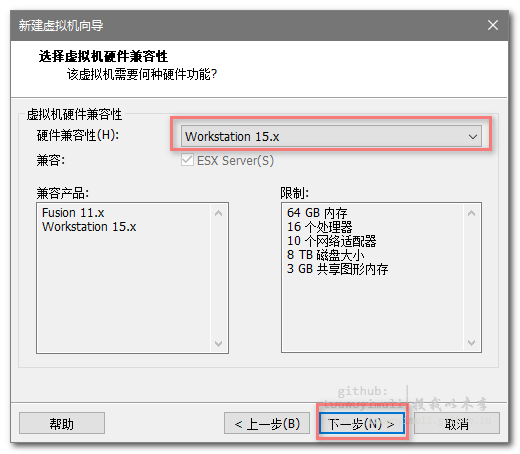 新建虚拟机向导
选择虚拟机硬件兼容性
该虚拟机需要何种硬件功能?
虚拟机硬件兼容性
硬件兼容性(H):
Workstation 15.x
兼容:
ESX Server(S)
兼容产品:
Fusion 11.x
Workstation 15.x
限制:
64 GB 内存
16 个处理器
10 个网络适配器
8 TB 磁盘大小
3 GB 共享图形内存
github:
帮助
< 上一步(B)
下一步(N) >
取消